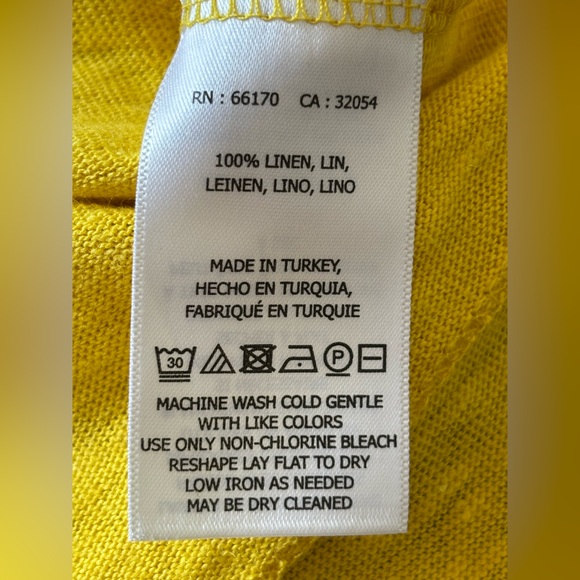 RN : 66170 CA : 32054
100% LINEN, LIN,
LEINEN, LINO, LINO
MADE IN TURKEY,
HECHO EN TURQUIA,
FABRIQUÉ EN TURQUIE
30 P
MACHINE WASH COLD GENTLE
WITH LIKE COLORS
USE ONLY NON-CHLORINE BLEACH
RESHAPE LAY FLAT TO DRY
LOW IRON AS NEEDED
MAY BE DRY CLEANED